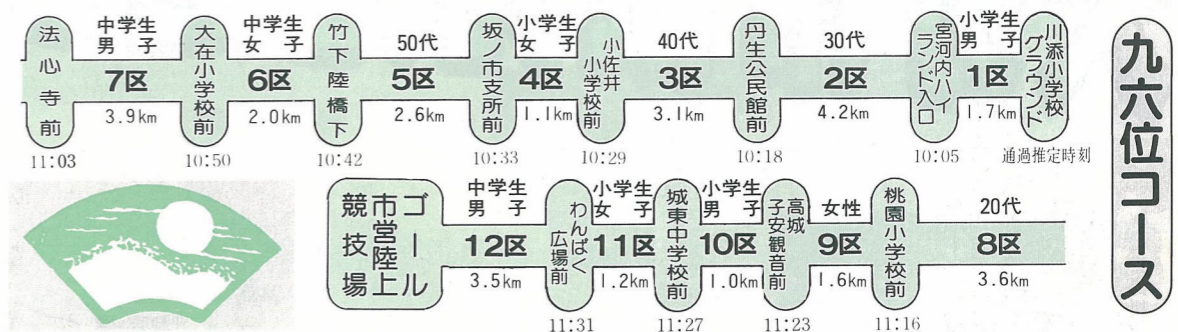 九六位コース
川添小学校グラウンド
通過推定時刻
小学生男子
1区
1.7km
宮河内ハイランド入口
10:05
30代
2区
4.2km
丹生公民館前
10:18
40代
3区
3.1km
小佐井小学校前
10:29
小学生女子
4区
1.1km
坂ノ市支所前
10:33
50代
5区
2.6km
竹下陸橋下
10:42
中学生女子
6区
2.0km
大在小学校前
10:50
中学生男子
7区
3.9km
法心寺前
11:03
20代
8区
3.6km
桃園小学校前
11:16
女性
9区
1.6km
高城子安観音前
11:23
小学生男子
10区
1.0km
城東中学校前
11:27
小学生女子
11区
1.2km
わんぱく広場前
11:31
中学生男子
12区
3.5km
ゴール
市営陸上
競技場